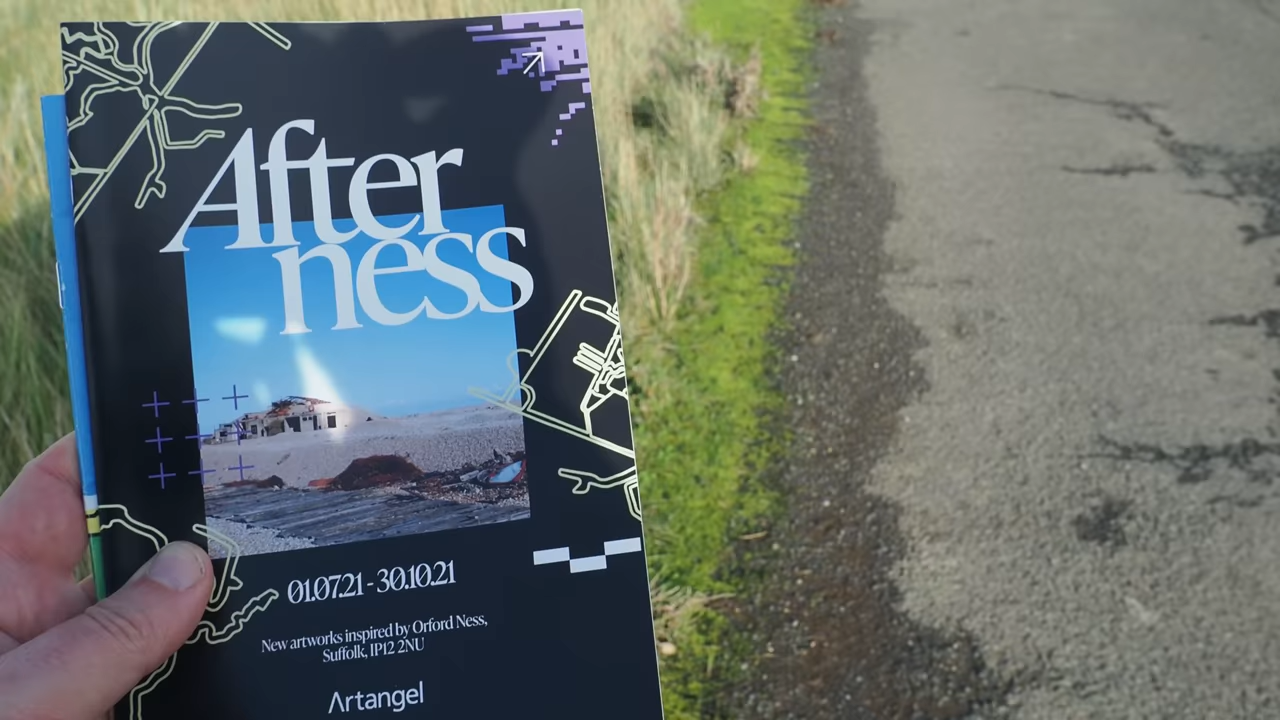 After
ness
01.07.21 - 30.10.21
New artworks inspired by Orford Ness,
Suffolk, IP12 2NU
Artangel